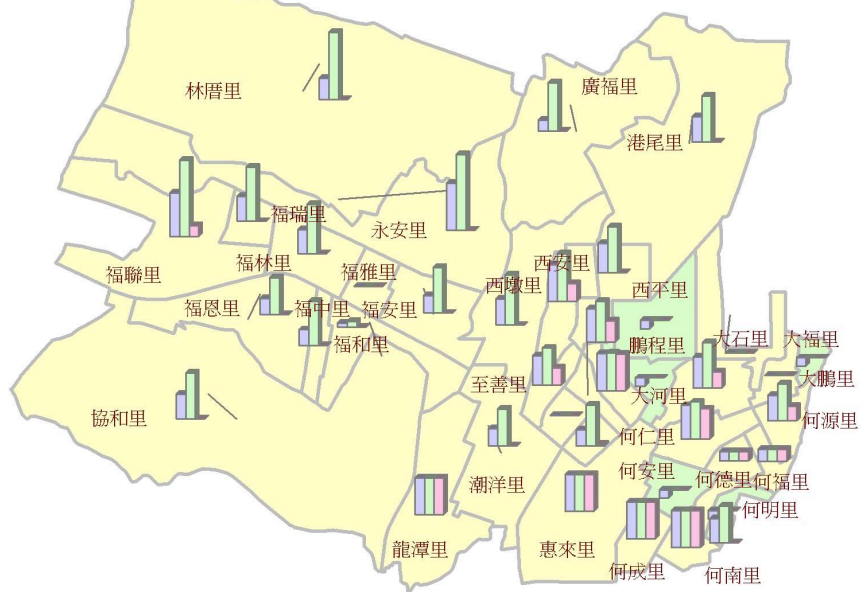 廣福里
林厝里
港尾里
福瑞里
永安里
福聯里
福林里
福雅里
西墩里
西安里
西平里
福恩里
福中里
福安里
福和里
鵬程里
大石里
大福里
至善里
大河里
大鵬里
協和里
何仁里
何源里
潮洋里
何安里
何德里
何福里
何明里
龍潭里
惠來里
何成里
何南里